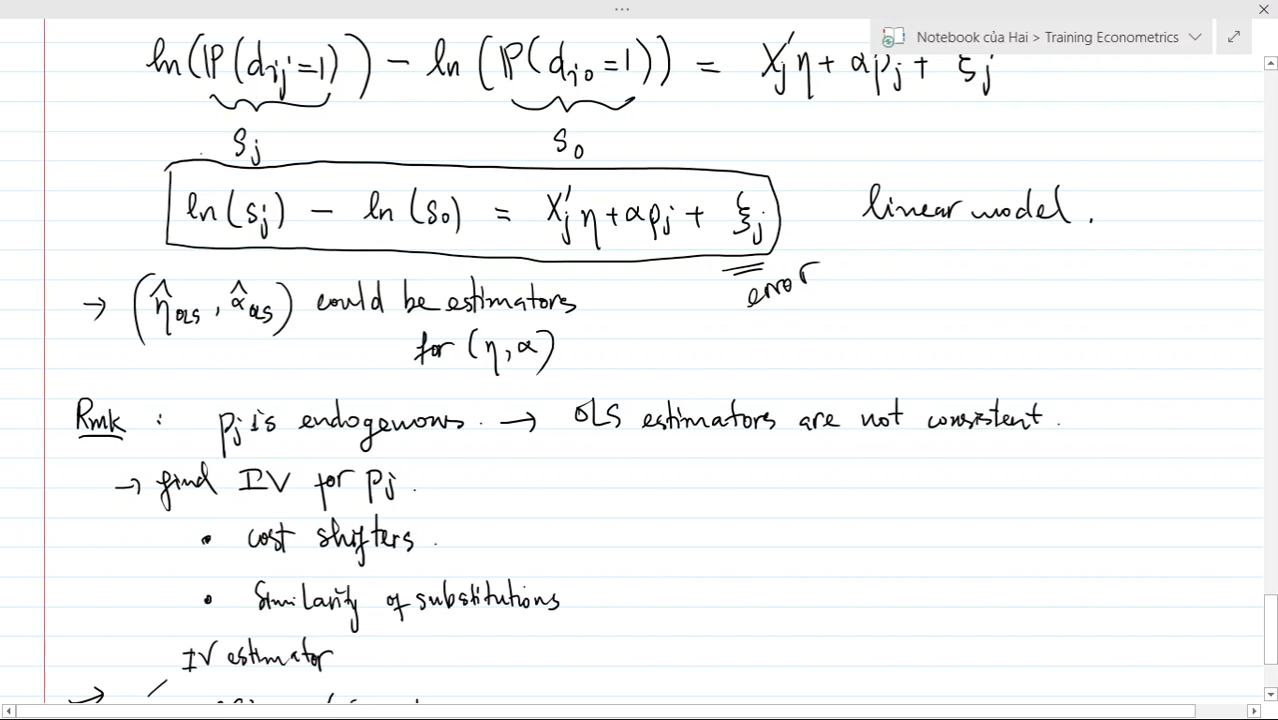 Notebook của Hai > Training Econometrics
ln(ℙ(d_ij=1)) − ln(ℙ(d_i0=1)) = X_j'η + αp_j + ξ_j
s_j s_0
ln(s_j) − ln(s_0) = X_j'η + αp_j + ξ_j linear model.
error
→ (η̂_OLS, α̂_OLS) could be estimators
for (η, α)
Rmk : p_j is endogenous. → OLS estimators are not consistent.
→ find IV for p_j.
• cost shifters.
• Similarity of substitutions
IV estimator
→